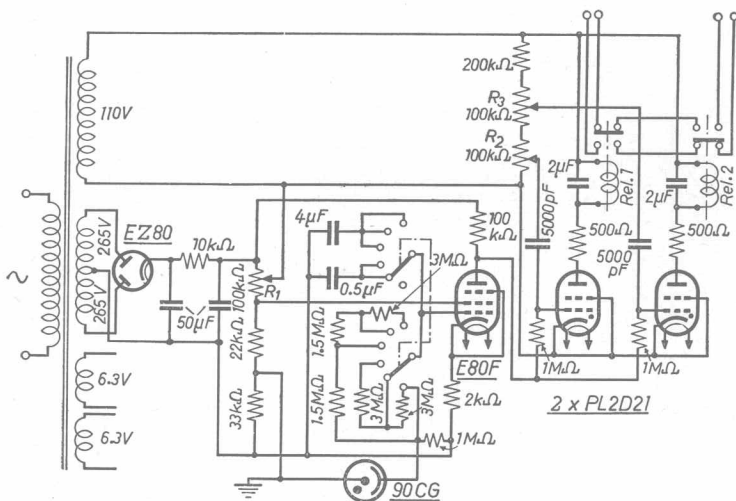 200kΩ
R3
100kΩ
R2
100kΩ
110V
2μF
Rel.1
2μF
Rel.2
5000pF
4μF
100
kΩ
EZ80
265V
265V
10kΩ
100kΩ
R1
0.5μF
3MΩ
500Ω
5000
pF
500Ω
50μF
22kΩ
1.5MΩ
E80F
1MΩ
1MΩ
6.3V
33kΩ
1.5MΩ
3MΩ
3MΩ
2kΩ
2 x PL2D21
6.3V
1MΩ
90CG